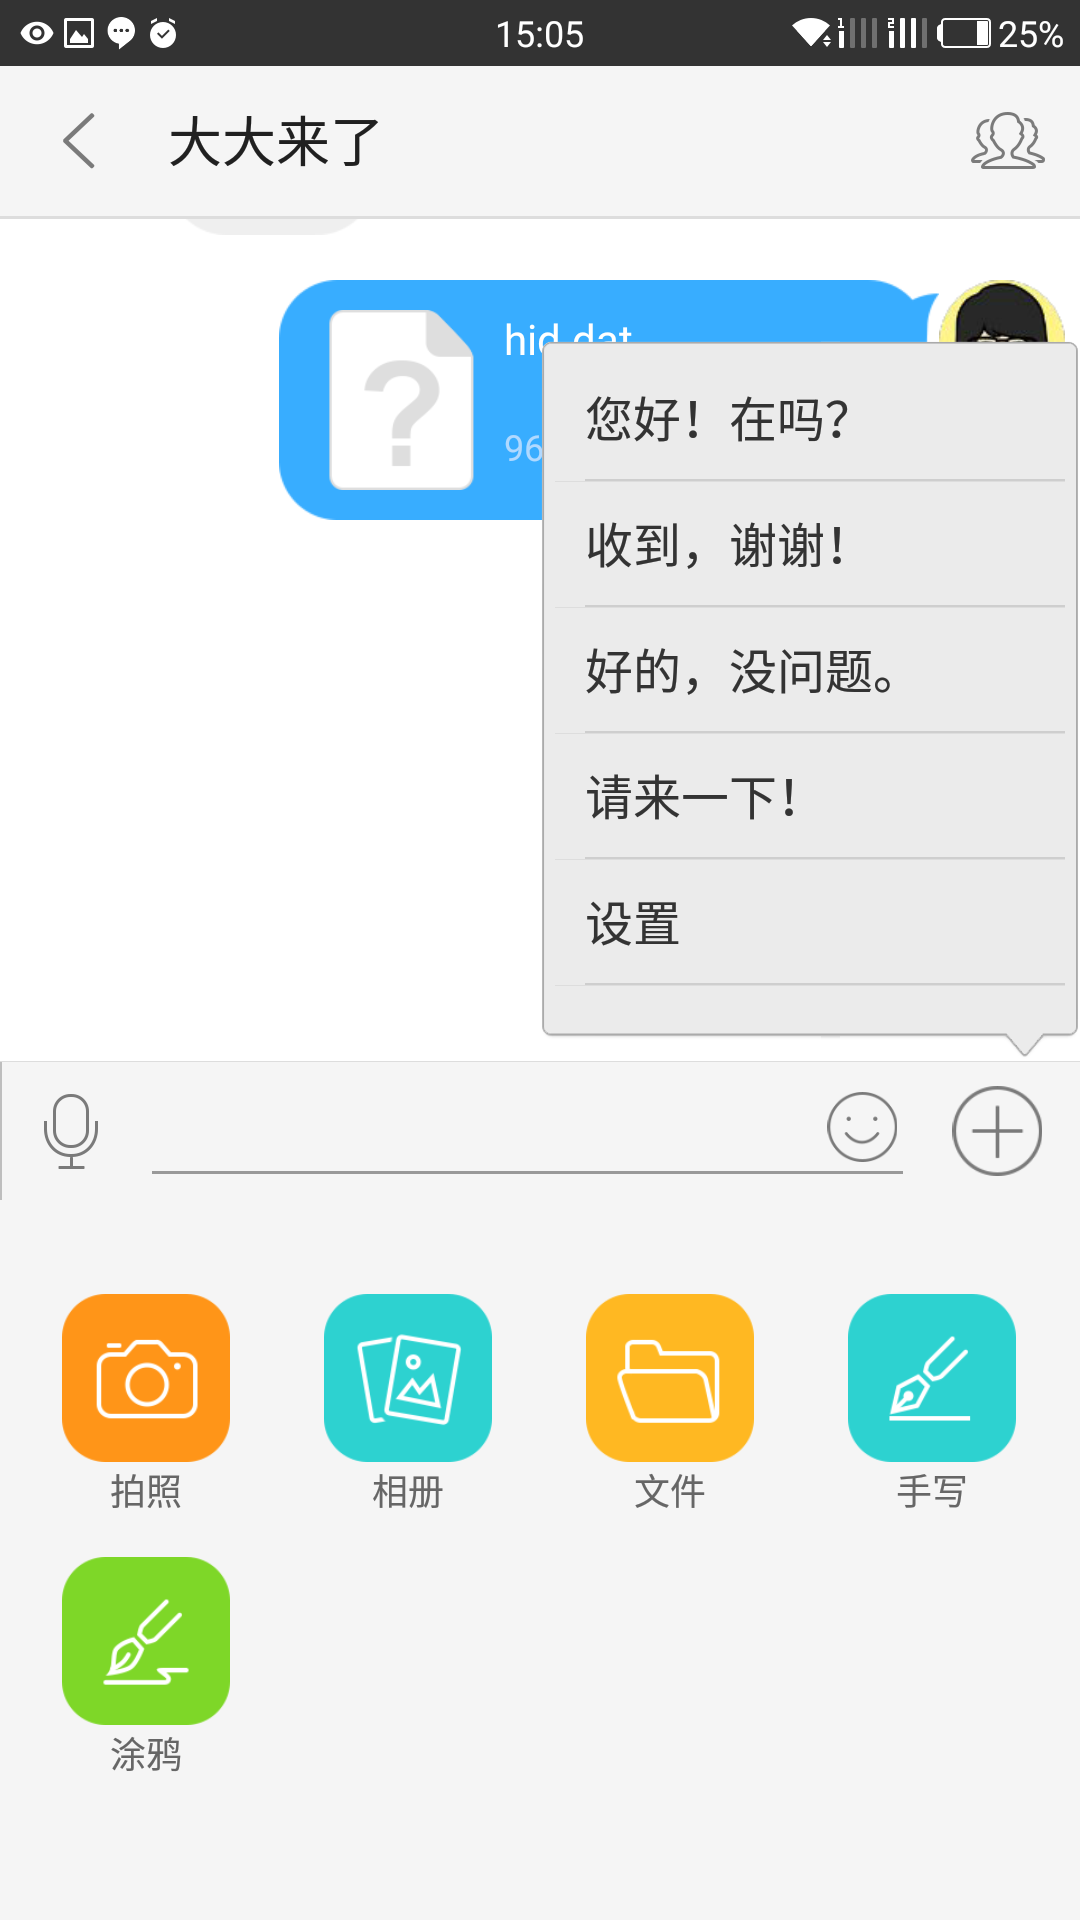 15:05
1
2
25%
大大来了
hid.dat
96
您好！在吗？
收到，谢谢！
好的，没问题。
请来一下！
设置
拍照
相册
文件
手写
涂鸦